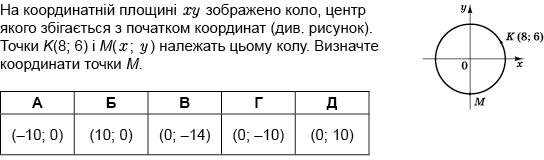 На координатній площині xy зображено коло, центр
якого збігається з початком координат (див. рисунок).
Точки K(8; 6) і M(x; y) належать цьому колу. Визначте
координати точки M.
y
K (8; 6)
0
x
M
А Б В Г Д
(–10; 0) (10; 0) (0; –14) (0; –10) (0; 10)